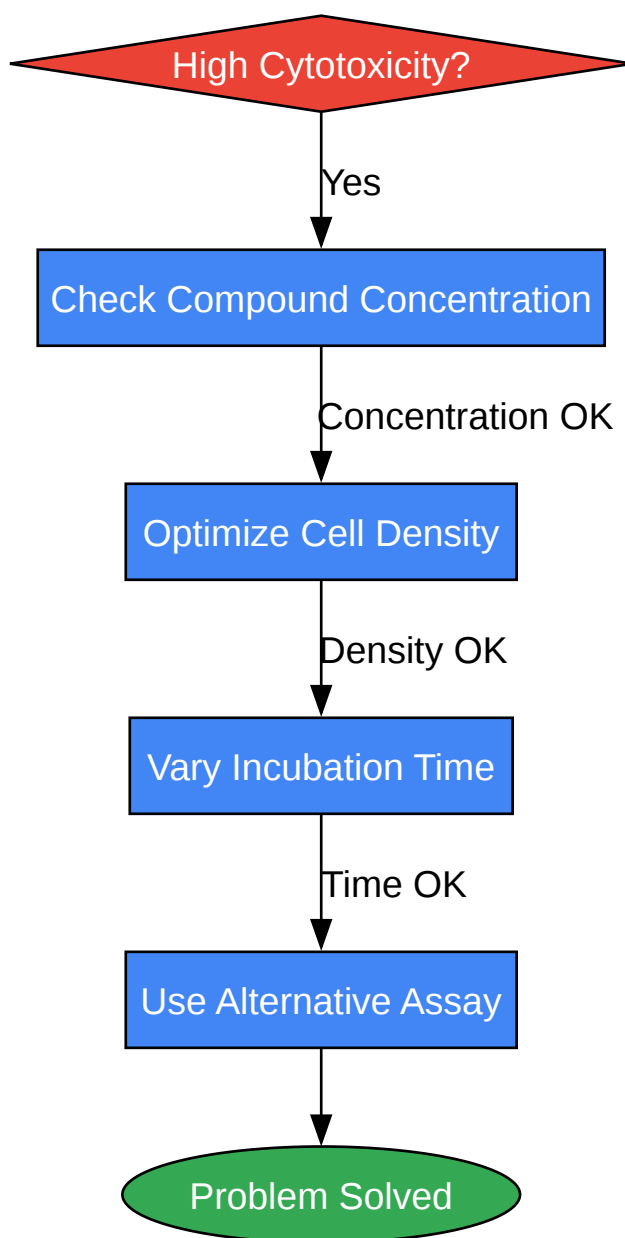 High Cytotoxicity?
Yes
Check Compound Concentration
Concentration OK
Optimize Cell Density
Density OK
Vary Incubation Time
Time OK
Use Alternative Assay
Problem Solved